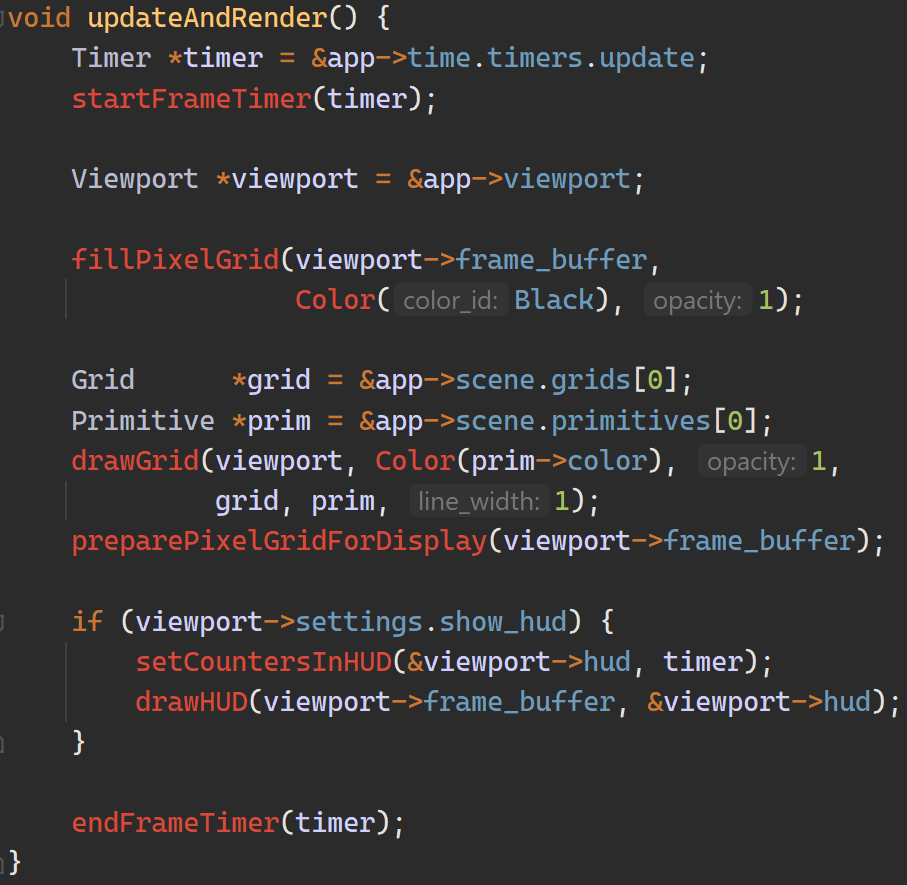 void updateAndRender() {
    Timer *timer = &app->time.timers.update;
    startFrameTimer(timer);

    Viewport *viewport = &app->viewport;

    fillPixelGrid(viewport->frame_buffer,
                  Color( color_id: Black), opacity: 1);

    Grid      *grid = &app->scene.grids[0];
    Primitive *prim = &app->scene.primitives[0];
    drawGrid(viewport, Color(prim->color), opacity: 1,
             grid, prim, line_width: 1);
    preparePixelGridForDisplay(viewport->frame_buffer);

    if (viewport->settings.show_hud) {
        setCountersInHUD(&viewport->hud, timer);
        drawHUD(viewport->frame_buffer, &viewport->hud);
    }

    endFrameTimer(timer);
}